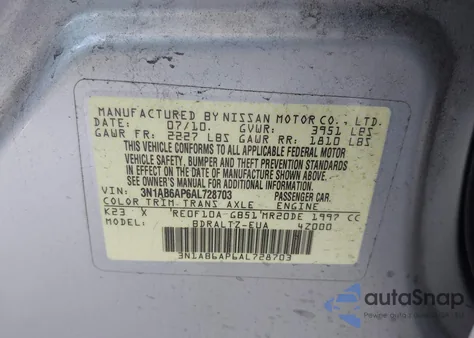 MANUFACTURED BY NISSAN MOTOR CO., LTD.
DATE: 07/10. GVWR: 3951 LBS
GAWR FR: 2227 LBS GAWR RR: 1810 LBS
THIS VEHICLE CONFORMS TO ALL APPLICABLE FEDERAL MOTOR
VEHICLE SAFETY, BUMPER AND THEFT PREVENTION STANDARDS
IN EFFECT ON THE DATE OF MANUFACTURE SHOWN ABOVE.
3 SEE OWNER'S MANUAL FOR ADDITIONAL INFORMATION.
VIN: 3N1AB6AP6AL728703 PASSENGER CAR.
COLOR TRIM TRANS AXLE ENGINE
K23 X RE0F10A GB51 MR20DE 1997 CC
BDRALTZ-EUA 4Z000
3N1AB6AP6AL728703
autoSnap